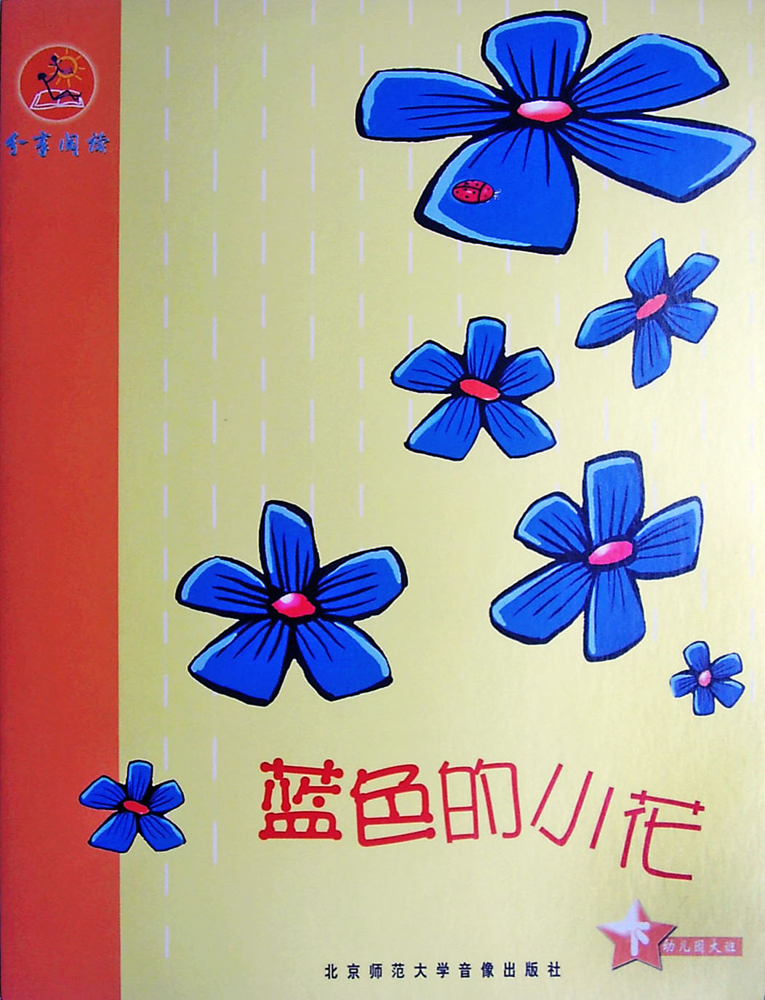 分享阅读
蓝色的小花
下
幼儿园大班
北京师范大学音像出版社